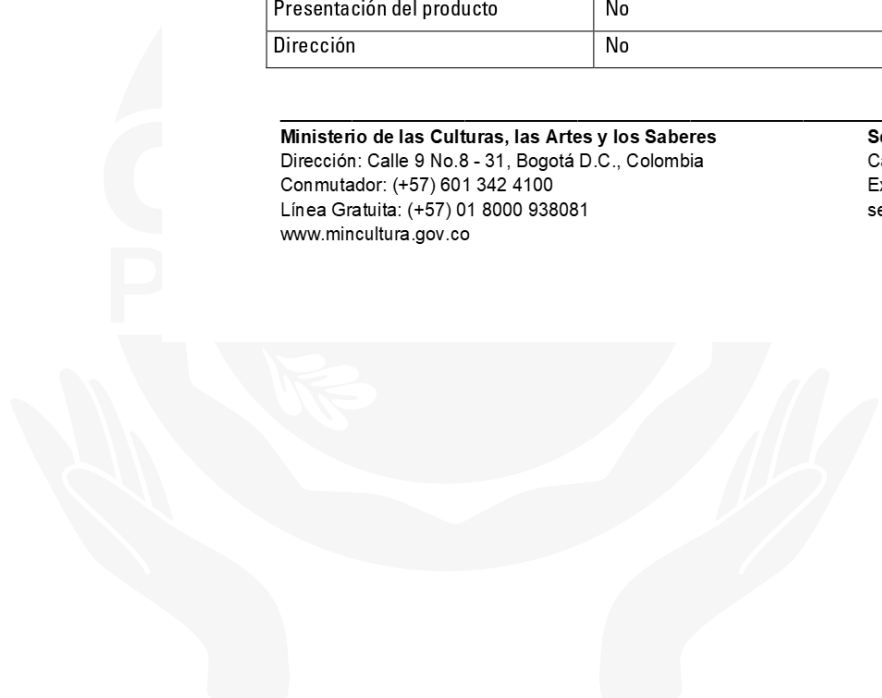 Presentación del producto No
Dirección No
Ministerio de las Culturas, las Artes y los Saberes
Dirección: Calle 9 No.8 - 31, Bogotá D.C., Colombia
Conmutador: (+57) 601 342 4100
Línea Gratuita: (+57) 01 8000 938081
www.mincultura.gov.co